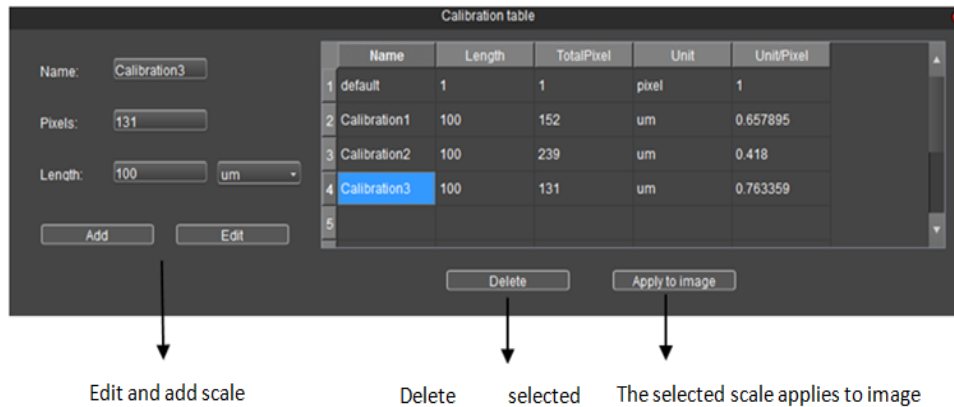 Calibration table
Name: Calibration3
Pixels: 131
Length: 100 um
Add Edit
Name Length TotalPixel Unit Unit/Pixel
1 default 1 1 pixel 1
2 Calibration1 100 152 um 0.657895
3 Calibration2 100 239 um 0.418
4 Calibration3 100 131 um 0.763359
5
Delete Apply to image
Edit and add scale
Delete selected
The selected scale applies to image